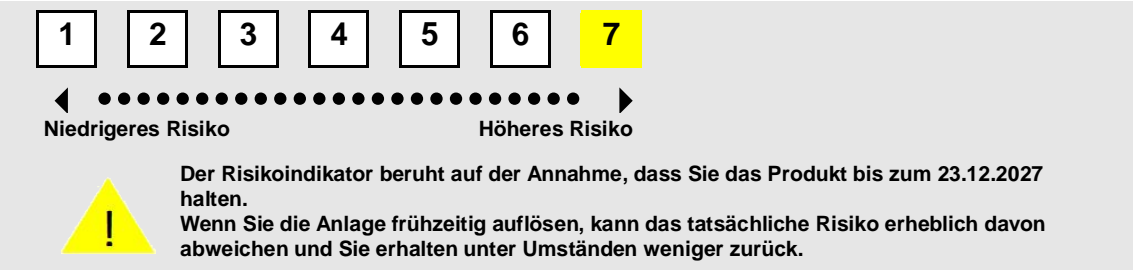 1 2 3 4 5 6 7
Niedrigeres Risiko Höheres Risiko
Der Risikoindikator beruht auf der Annahme, dass Sie das Produkt bis zum 23.12.2027
halten.
Wenn Sie die Anlage frühzeitig auflösen, kann das tatsächliche Risiko erheblich davon
! abweichen und Sie erhalten unter Umständen weniger zurück.